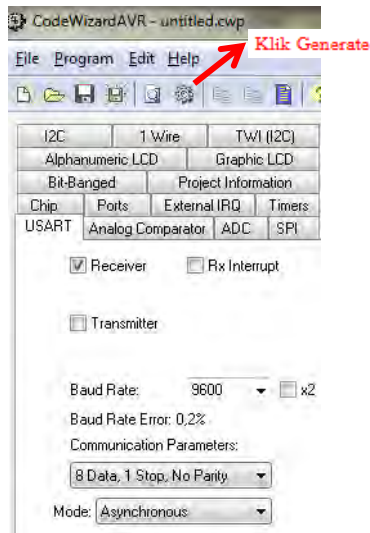 CodeWizardAVR - untitled.cwp
Klik Generate
File Program Edit Help
I2C 1 Wire TWI (I2C)
Alphanumeric LCD Graphic LCD
Bit-Banged Project Information
Chip Ports External IRQ Timers
USART Analog Comparator ADC SPI
Receiver Rx Interrupt
Transmitter
Baud Rate: 9600 x2
Baud Rate Error: 0,2%
Communication Parameters:
8 Data, 1 Stop, No Parity
Mode: Asynchronous